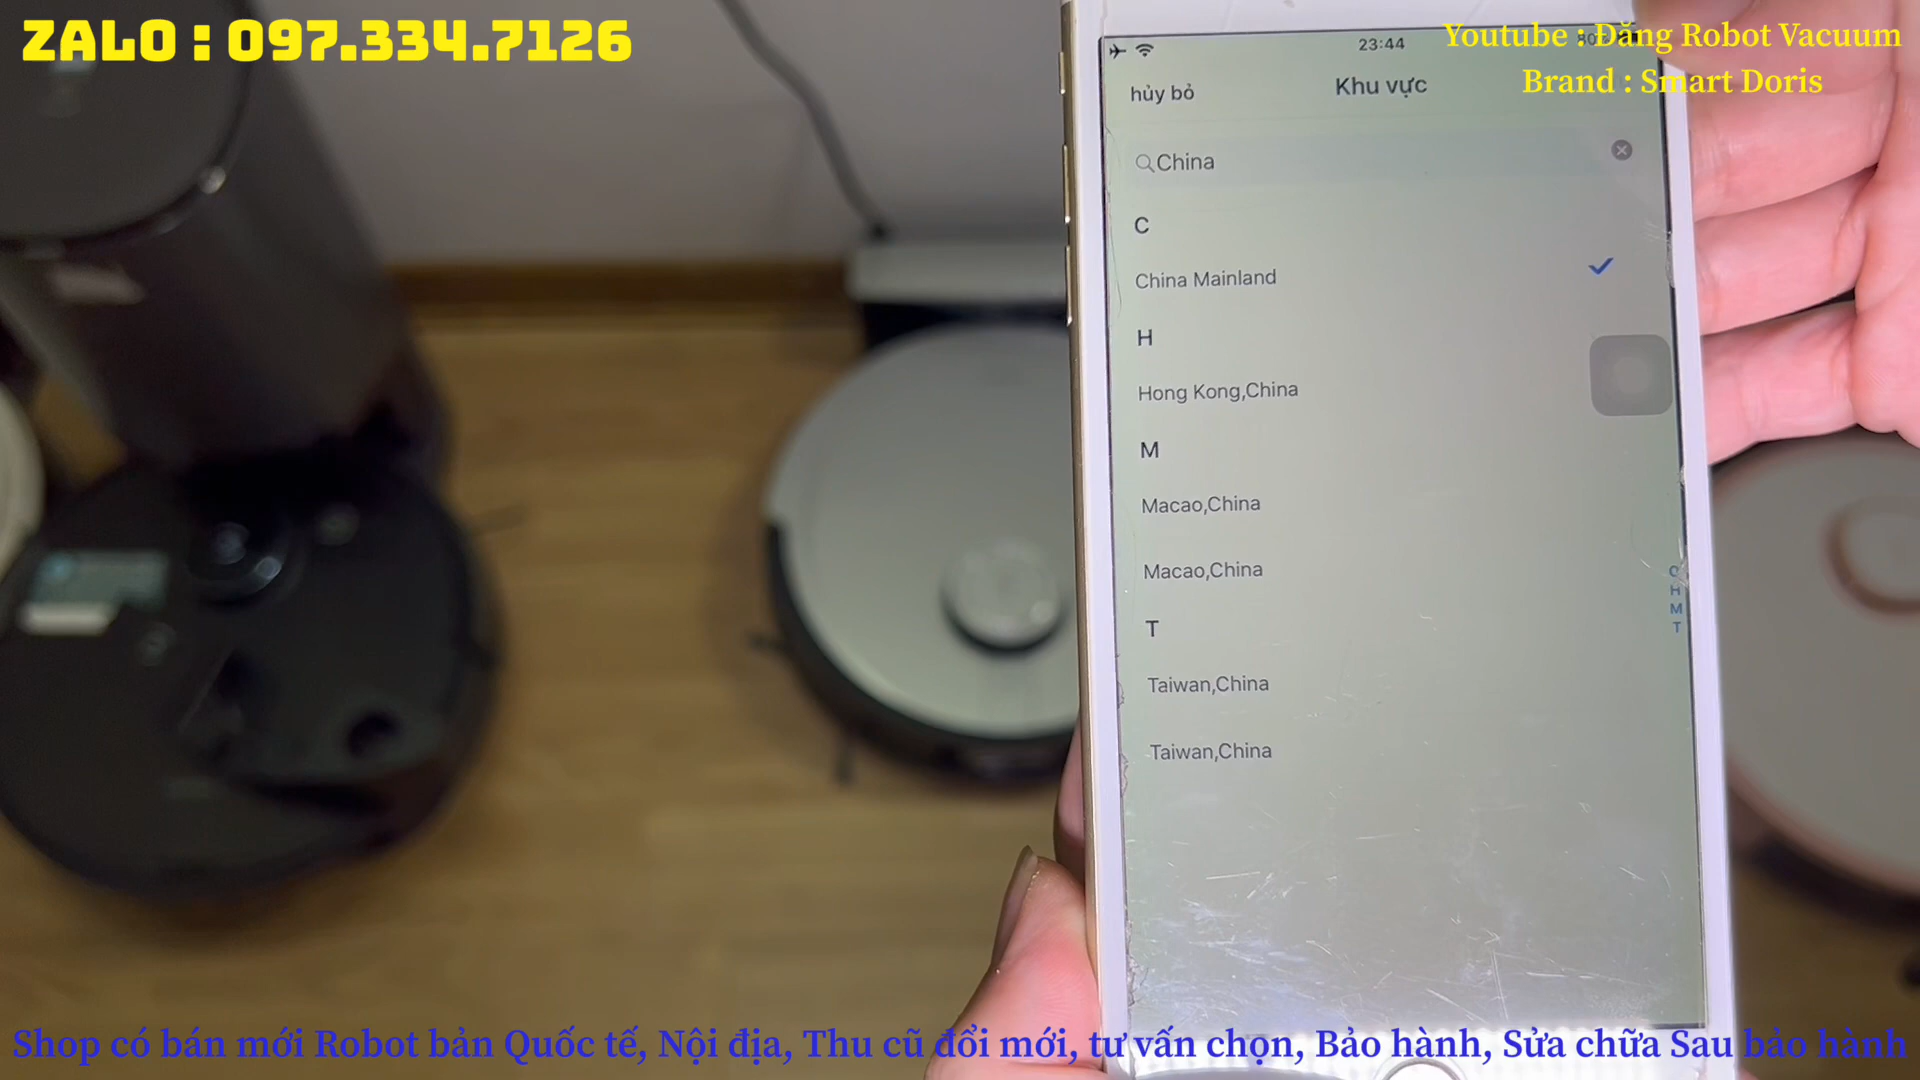 ZALO : 097.334.7126
Youtube : Đăng Robot Vacuum
Brand : Smart Doris
23:44
hủy bỏ
Khu vực
China
C
China Mainland
H
Hong Kong,China
M
Macao,China
Macao,China
T
Taiwan,China
Taiwan,China
C
H
M
T
Shop có bán mới Robot bản Quốc tế, Nội địa, Thu cũ đổi mới, tư vấn chọn, Bảo hành, Sửa chữa Sau bảo hành